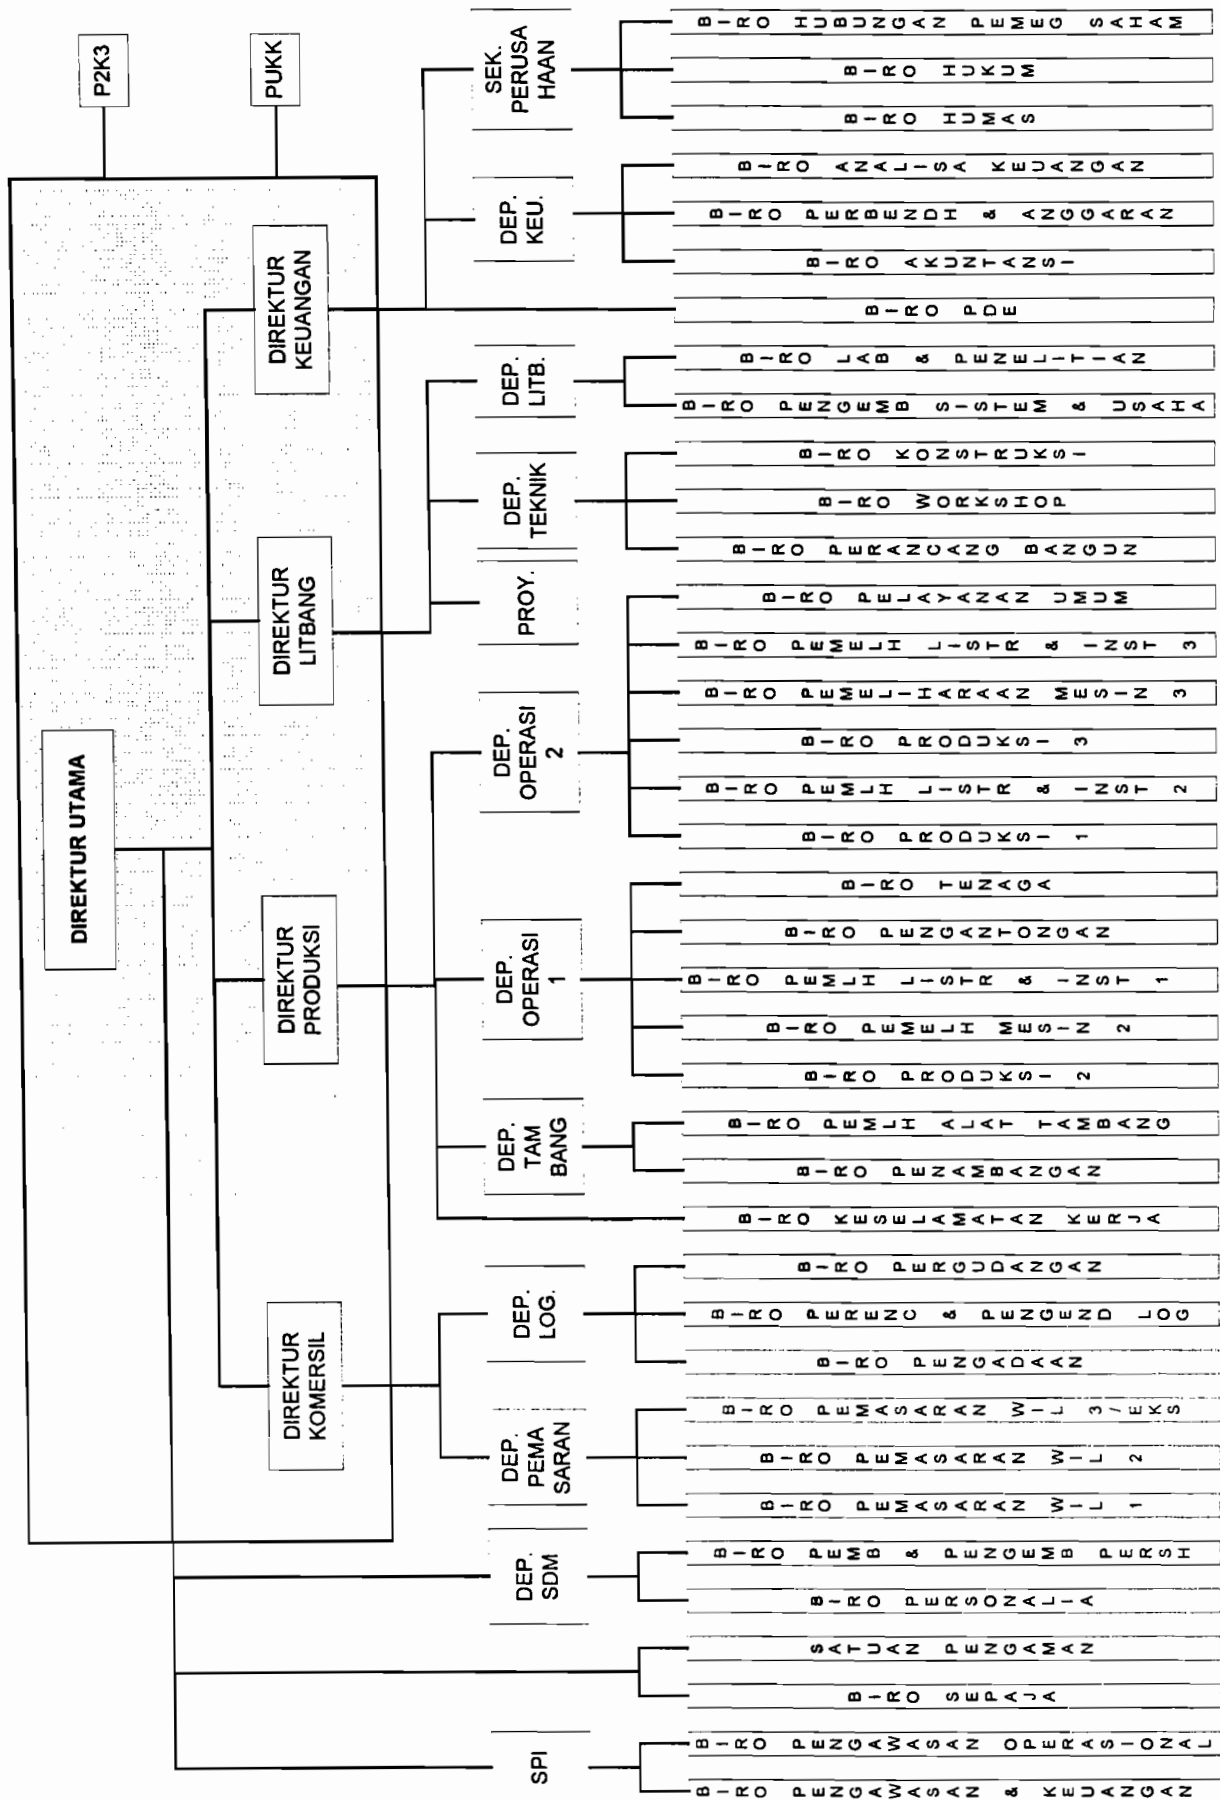 DIREKTUR UTAMA
P2K3
PUKK
DIREKTUR
KOMERSIL
DIREKTUR
PRODUKSI
DIREKTUR
LITBANG
DIREKTUR
KEUANGAN
SPI
DEP.
SDM
DEP.
PEMA
SARAN
DEP.
LOG.
DEP.
TAM
BANG
DEP.
OPERASI
1
DEP.
OPERASI
2
PROY.
DEP.
TEKNIK
DEP.
LITB.
DEP.
KEU.
SEK.
PERUSA
HAAN
BIRO PENGAWASAN & KEUANGAN
BIRO PENGAWASAN OPERASIONAL
BIRO SEPAJA
SATUAN PENGAMAN
BIRO PERSONALIA
BIRO PEMB & PENGEMB PERSH
BIRO PEMASARAN WIL 1
BIRO PEMASARAN WIL 2
BIRO PEMASARAN WIL 3/EKS
BIRO PENGADAAN
BIRO PERENC & PENGEND LOG
BIRO PERGUDANGAN
BIRO KESELAMATAN KERJA
BIRO PENAMBANGAN
BIRO PEMLH ALAT TAMBANG
BIRO PRODUKSI 2
BIRO PEMELH MESIN 2
BIRO PEMLH LISTR & INST 1
BIRO PENGANTONGAN
BIRO TENAGA
BIRO PRODUKSI 1
BIRO PEMLH LISTR & INST 2
BIRO PRODUKSI 3
BIRO PEMELIHARAAN MESIN 3
BIRO PEMELH LISTR & INST 3
BIRO PELAYANAN UMUM
BIRO PERANCANG BANGUN
BIRO WORKSHOP
BIRO KONSTRUKSI
BIRO PENGEMB SISTEM & USAHA
BIRO LAB & PENELITIAN
BIRO PDE
BIRO AKUNTANSI
BIRO PERBENDH & ANGGARAN
BIRO ANALISA KEUANGAN
BIRO HUMAS
BIRO HUKUM
BIRO HUBUNGAN PEMEG SAHAM